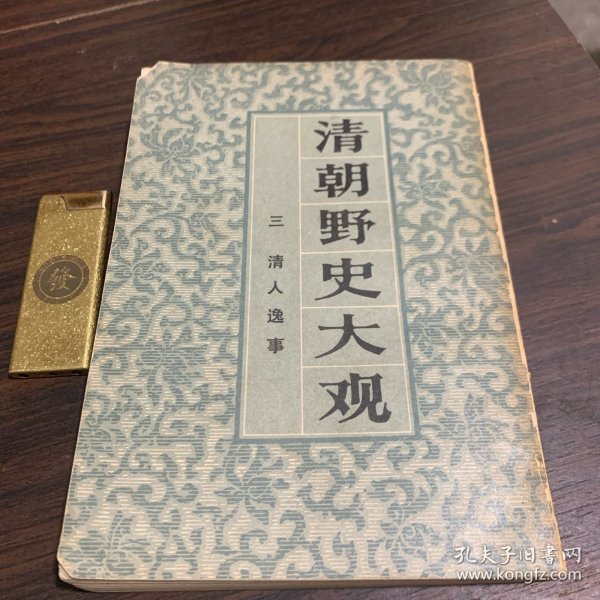 清朝野史大观
三 清人逸事
發
孔夫子旧书网
www.kongfz.com